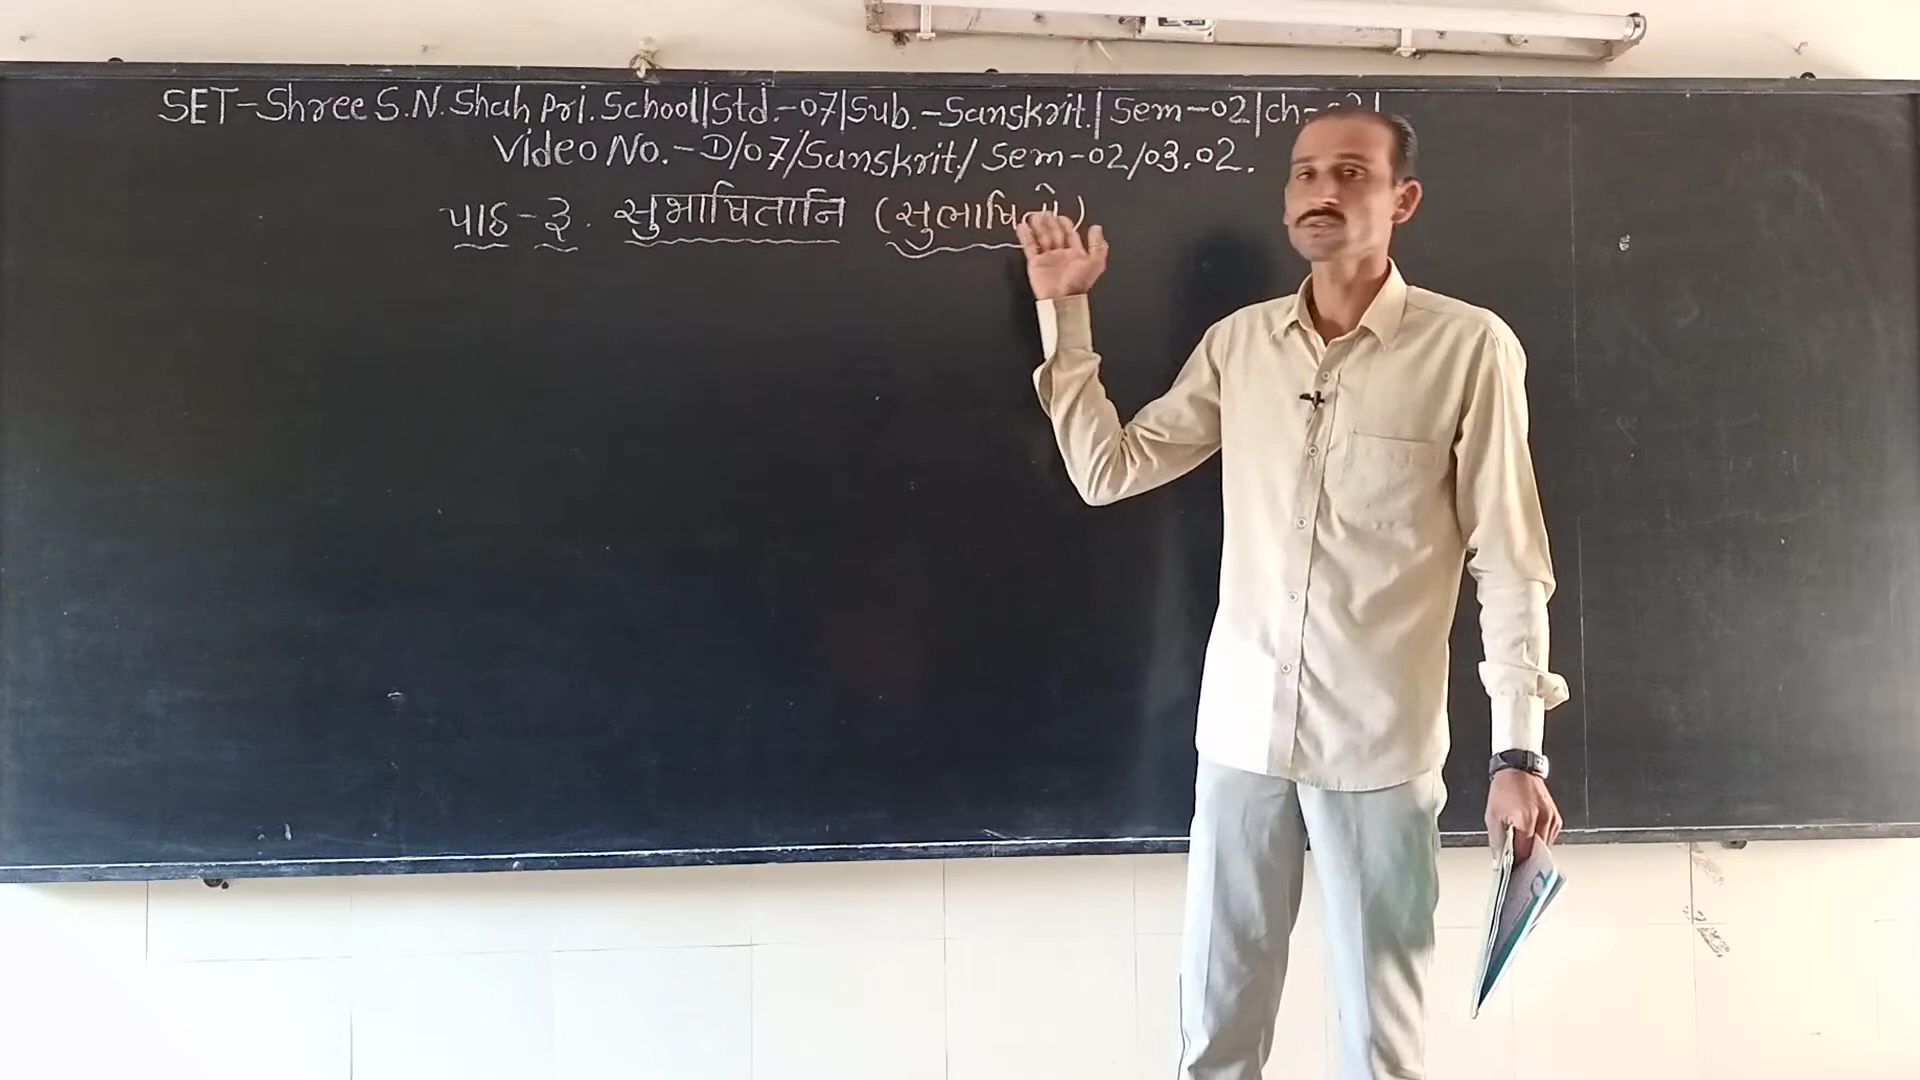 SET-Shree S.N. Shah Pri. School|Std.-07|Sub.-Sanskrit.|Sem-02|ch-
Video No.-D/07/Sanskrit./Sem-02/03.02.
પાઠ-૩. सुभाषितानि (સુભાષિતો)